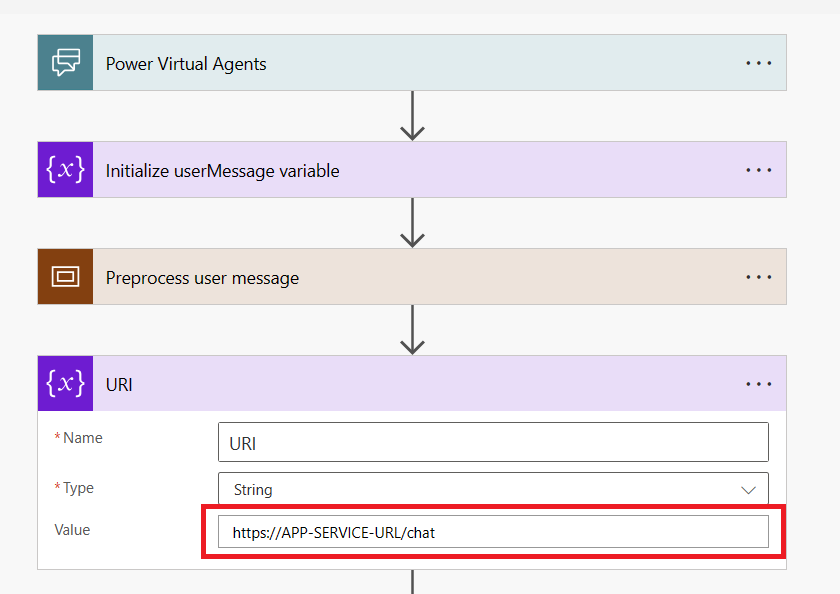 Power Virtual Agents
{x} Initialize userMessage variable
Preprocess user message
{x} URI
*Name URI
*Type String
Value https://APP-SERVICE-URL/chat